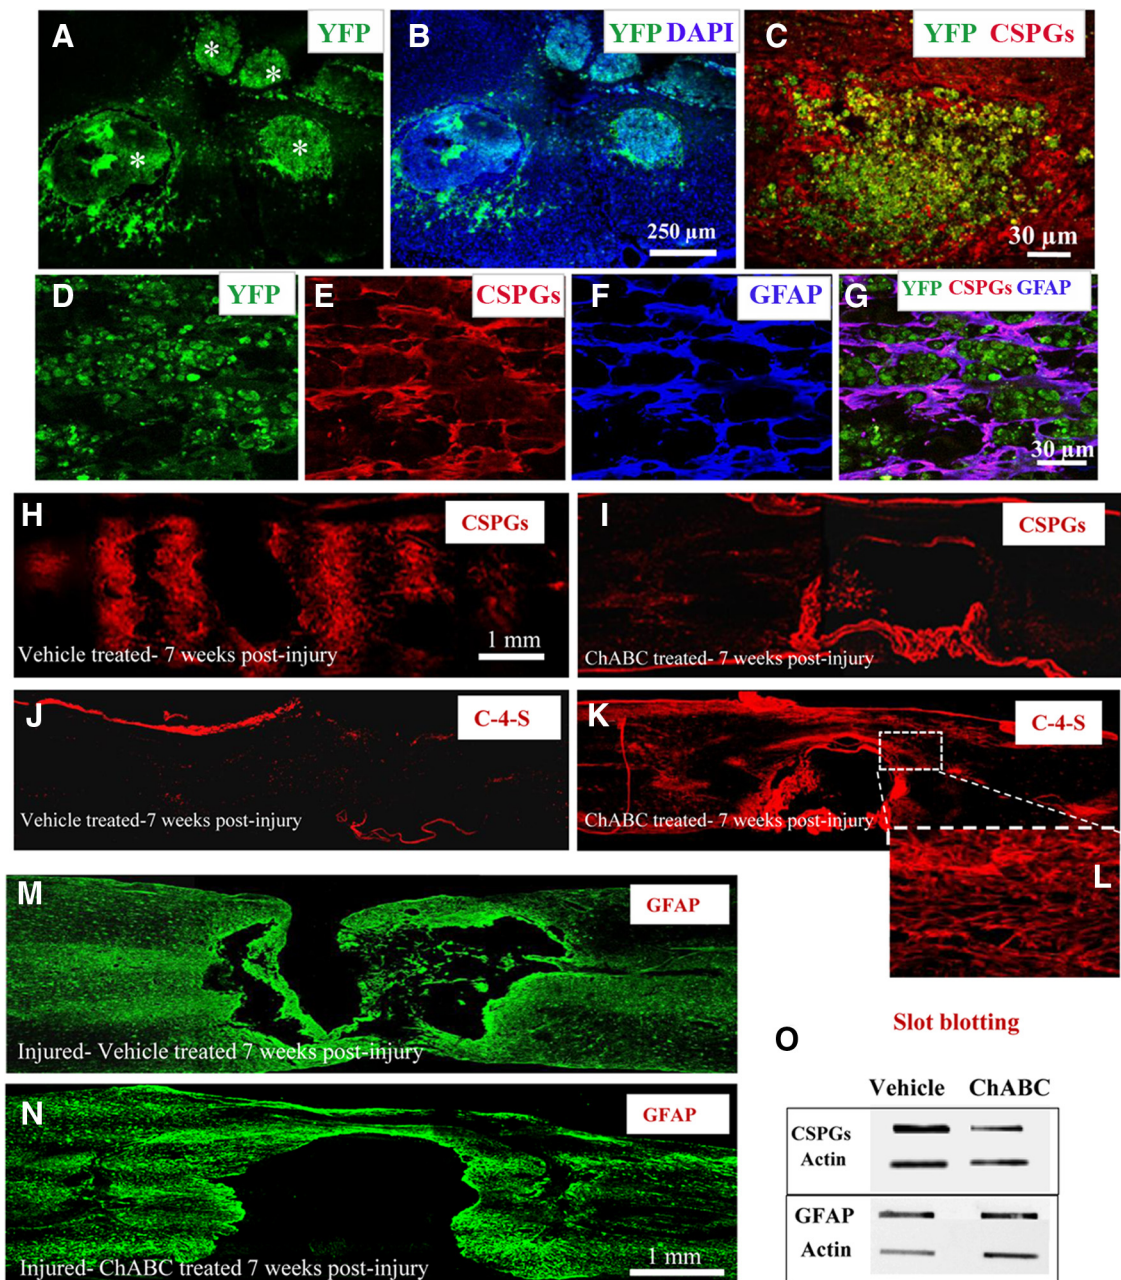 A YFP
B YFP DAPI
250 µm
C YFP CSPGs
30 µm
D YFP
E CSPGs
F GFAP
G YFP CSPGs GFAP
30 µm
H CSPGs
1 mm
Vehicle treated- 7 weeks post-injury
I CSPGs
ChABC treated- 7 weeks post-injury
J C-4-S
Vehicle treated-7 weeks post-injury
K C-4-S
ChABC treated- 7 weeks post-injury
L
M GFAP
Injured- Vehicle treated 7 weeks post-injury
N GFAP
Injured- ChABC treated 7 weeks post-injury
1 mm
Slot blotting
O
Vehicle ChABC
CSPGs
Actin
GFAP
Actin